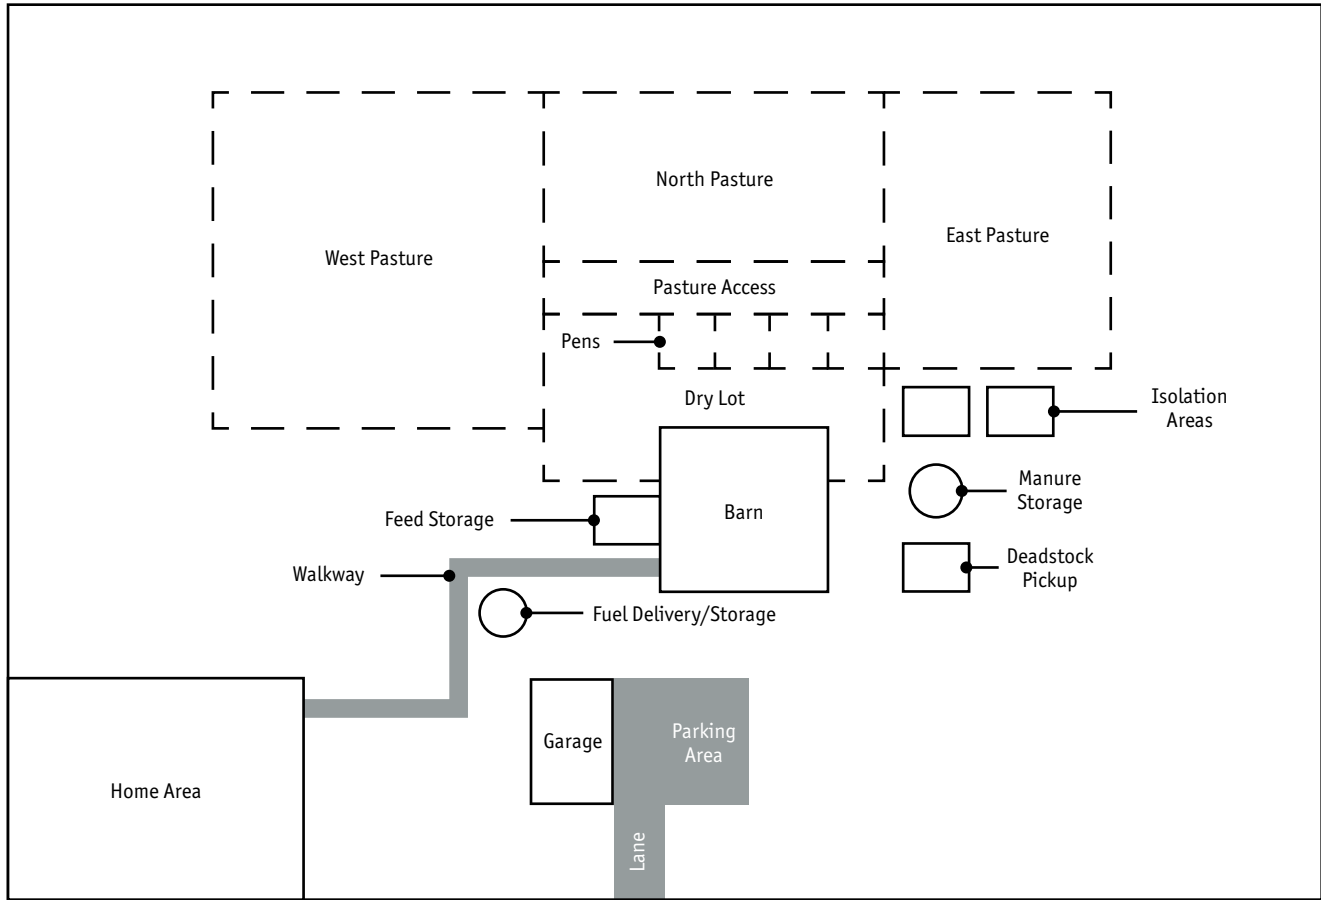 North Pasture
East Pasture
West Pasture
Pasture Access
Pens
Dry Lot
Isolation
Areas
Manure
Storage
Barn
Feed Storage
Deadstock
Pickup
Walkway
Fuel Delivery/Storage
Parking
Area
Garage
Home Area
Lane